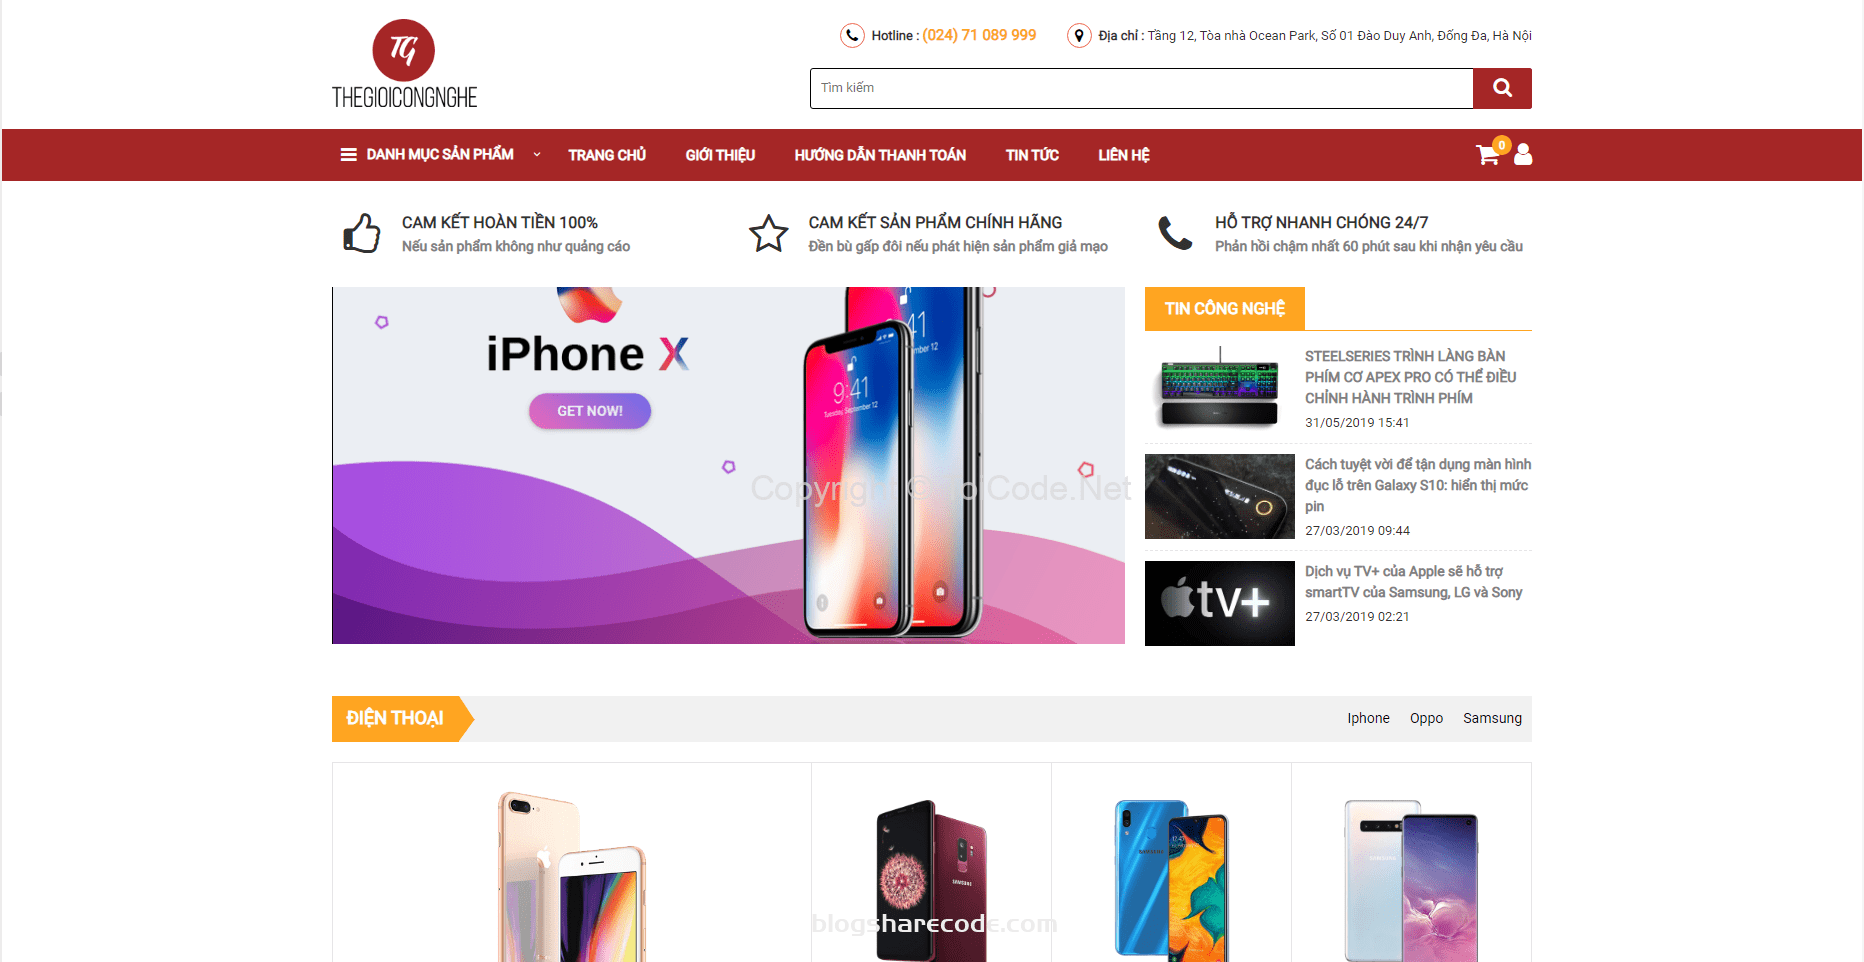 TG
THEGIOICONGNGHE
Hotline : (024) 71 089 999
Địa chỉ : Tầng 12, Tòa nhà Ocean Park, Số 01 Đào Duy Anh, Đống Đa, Hà Nội
Tìm kiếm
DANH MỤC SẢN PHẨM
TRANG CHỦ
GIỚI THIỆU
HƯỚNG DẪN THANH TOÁN
TIN TỨC
LIÊN HỆ
0
CAM KẾT HOÀN TIỀN 100%
Nếu sản phẩm không như quảng cáo
CAM KẾT SẢN PHẨM CHÍNH HÃNG
Đền bù gấp đôi nếu phát hiện sản phẩm giả mạo
HỖ TRỢ NHANH CHÓNG 24/7
Phản hồi chậm nhất 60 phút sau khi nhận yêu cầu
iPhone X
GET NOW!
9:41
Tuesday, September 12
Copyright © ToiCode.Net
TIN CÔNG NGHỆ
STEELSERIES TRÌNH LÀNG BÀN
PHÍM CƠ APEX PRO CÓ THỂ ĐIỀU
CHỈNH HÀNH TRÌNH PHÍM
31/05/2019 15:41
Cách tuyệt vời để tận dụng màn hình
đục lỗ trên Galaxy S10: hiển thị mức
pin
27/03/2019 09:44
tv+
Dịch vụ TV+ của Apple sẽ hỗ trợ
smartTV của Samsung, LG và Sony
27/03/2019 02:21
ĐIỆN THOẠI
Iphone
Oppo
Samsung
SAMSUNG
SAMSUNG
SAMSUNG
blogsharecode.com